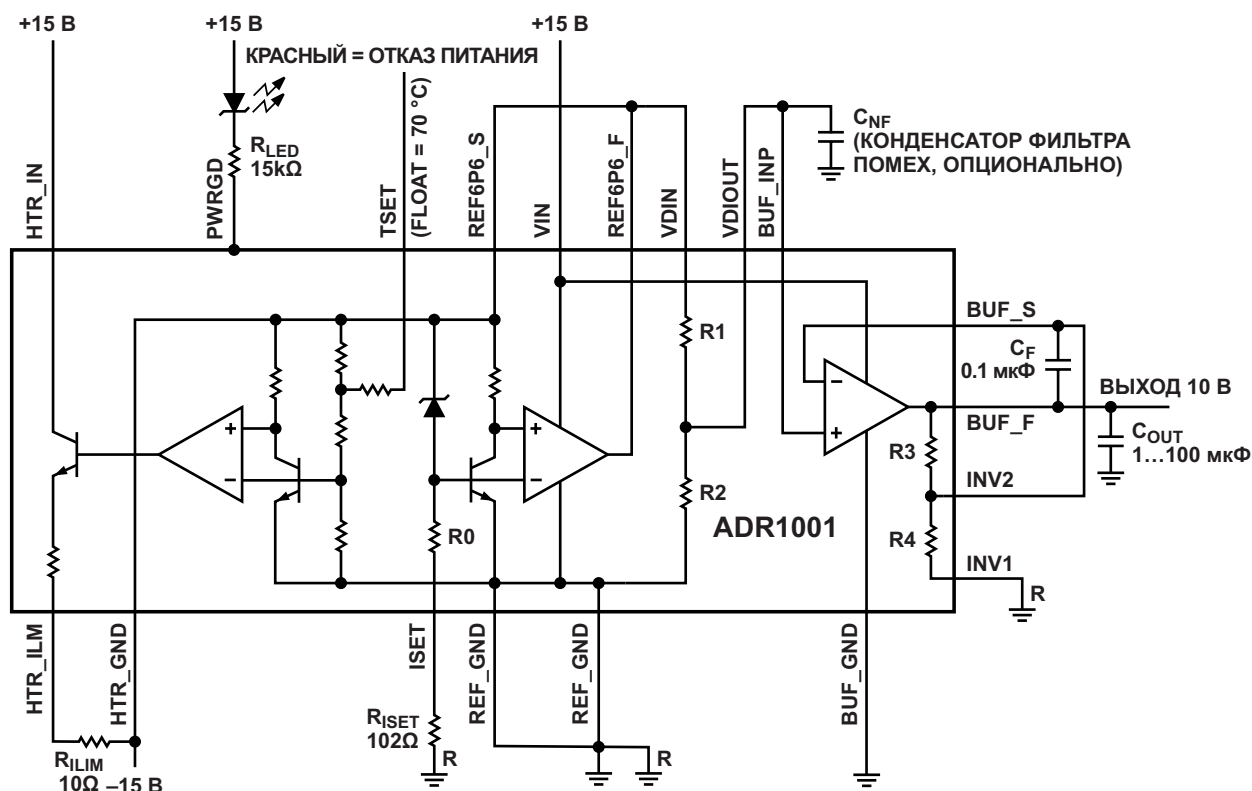 +15 В
+15 В
+15 В
КРАСНЫЙ = ОТКАЗ ПИТАНИЯ
HTR_IN
R_LED
15kΩ
PWRGD
TSET
(FLOAT = 70 °C)
REF6P6_S
VIN
REF6P6_F
VDIN
VDIOUT
BUF_INP
C_NF
(КОНДЕНСАТОР ФИЛЬТРА
ПОМЕХ, ОПЦИОНАЛЬНО)
R1
BUF_S
C_F
0.1 мкФ
ВЫХОД 10 В
BUF_F
C_OUT
1...100 мкФ
R3
INV2
R2
R0
ADR1001
R4
INV1
R
HTR_ILM
HTR_GND
ISET
REF_GND
REF_GND
BUF_GND
R_ISET
102Ω
R
R
R_ILIM
10Ω
–15 В